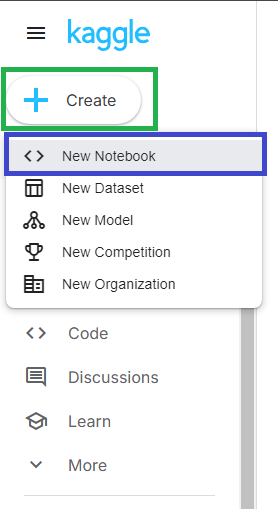 kaggle
Create
New Notebook
New Dataset
New Model
New Competition
New Organization
Code
Discussions
Learn
More